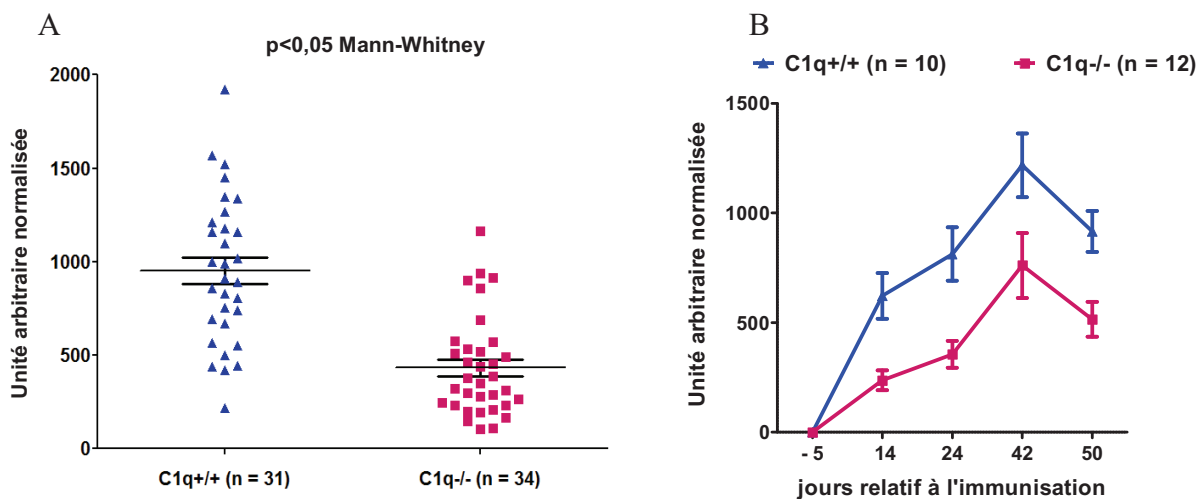 A
p<0,05 Mann-Whitney
Unité arbitraire normalisée
2000
1500
1000
500
0
C1q+/+ (n = 31)
C1q-/- (n = 34)
B
C1q+/+ (n = 10)
C1q-/- (n = 12)
Unité arbitraire normalisée
1500
1000
500
0
- 5
14
24
42
50
jours relatif à l'immunisation